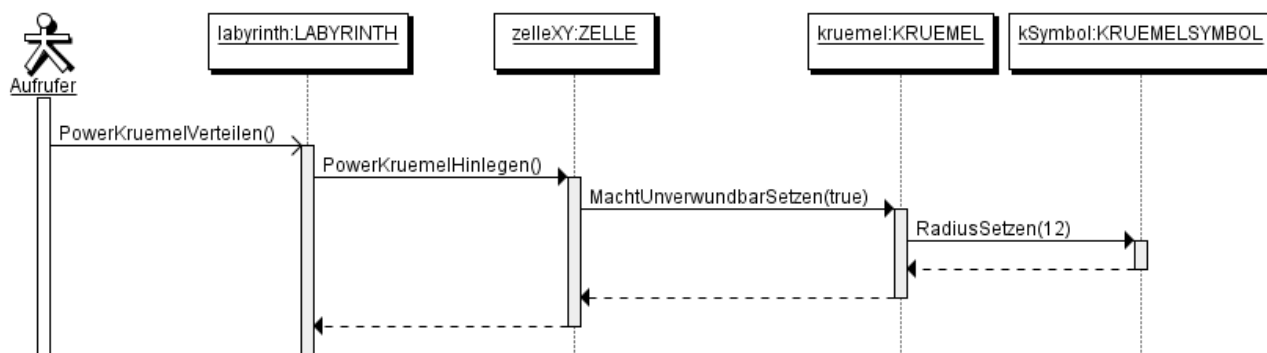 labyrinth:LABYRINTH
zelleXY:ZELLE
kruemel:KRUEMEL
kSymbol:KRUEMELSYMBOL
Aufrufer
PowerKruemelVerteilen()
PowerKruemelHinlegen()
MachtUnverwundbarSetzen(true)
RadiusSetzen(12)